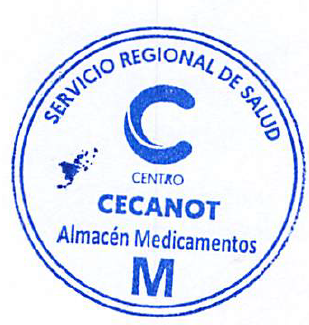 SERVICIO REGIONAL DE SALUD
C
CENTRO
CECANOT
Almacén Medicamentos
M